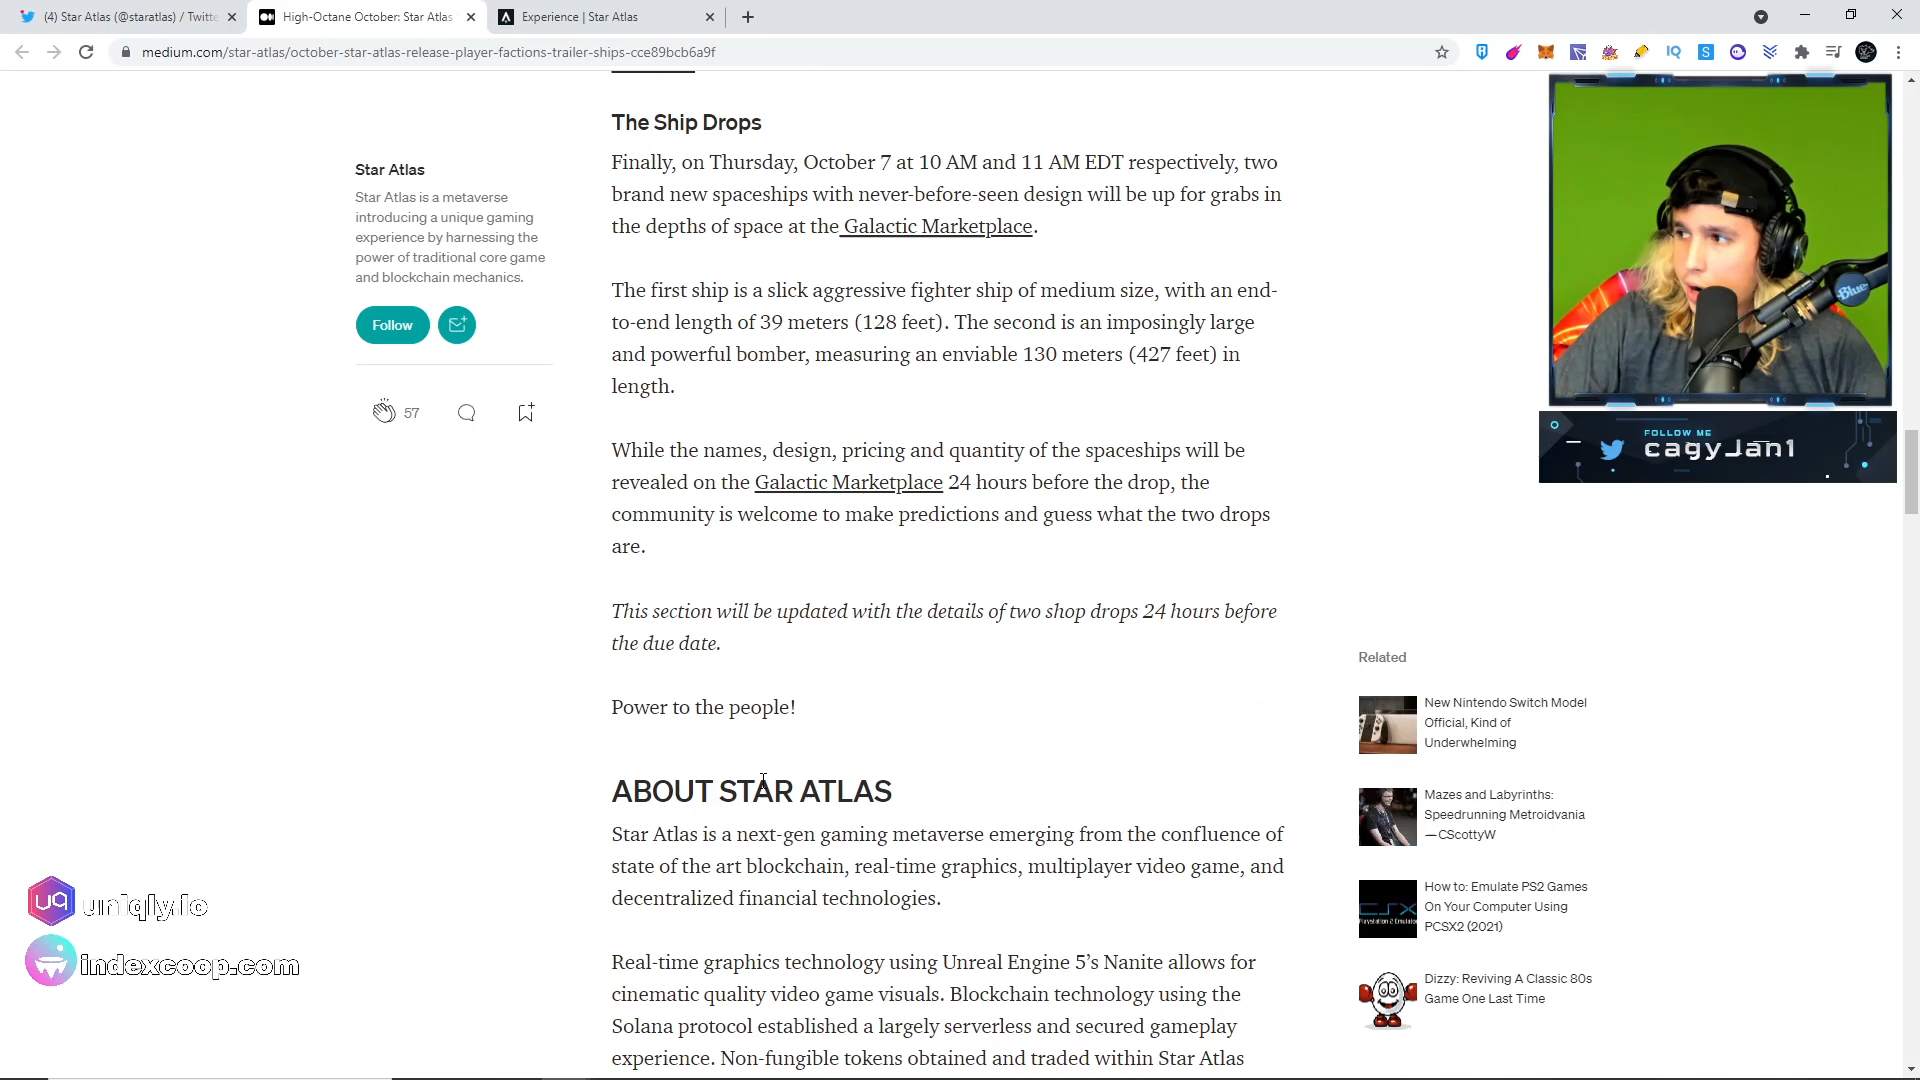 (4) Star Atlas (@staratlas) / Twitte
High-Octane October: Star Atlas
Experience | Star Atlas
medium.com/star-atlas/october-star-atlas-release-player-factions-trailer-ships-cce89bcb6a9f
The Ship Drops
Finally, on Thursday, October 7 at 10 AM and 11 AM EDT respectively, two
brand new spaceships with never-before-seen design will be up for grabs in
the depths of space at the Galactic Marketplace.
The first ship is a slick aggressive fighter ship of medium size, with an end-
to-end length of 39 meters (128 feet). The second is an imposingly large
and powerful bomber, measuring an enviable 130 meters (427 feet) in
length.
While the names, design, pricing and quantity of the spaceships will be
revealed on the Galactic Marketplace 24 hours before the drop, the
community is welcome to make predictions and guess what the two drops
are.
This section will be updated with the details of two shop drops 24 hours before
the due date.
Power to the people!
ABOUT STAR ATLAS
Star Atlas is a next-gen gaming metaverse emerging from the confluence of
state of the art blockchain, real-time graphics, multiplayer video game, and
decentralized financial technologies.
Real-time graphics technology using Unreal Engine 5’s Nanite allows for
cinematic quality video game visuals. Blockchain technology using the
Solana protocol established a largely serverless and secured gameplay
experience. Non-fungible tokens obtained and traded within Star Atlas
Star Atlas
Star Atlas is a metaverse
introducing a unique gaming
experience by harnessing the
power of traditional core game
and blockchain mechanics.
Follow
57
uniqly.io
indexcoop.com
Blue
FOLLOW ME
cagyJan1
Related
New Nintendo Switch Model
Official, Kind of
Underwhelming
Mazes and Labyrinths:
Speedrunning Metroidvania
—CScottyW
How to: Emulate PS2 Games
On Your Computer Using
PCSX2 (2021)
Dizzy: Reviving A Classic 80s
Game One Last Time